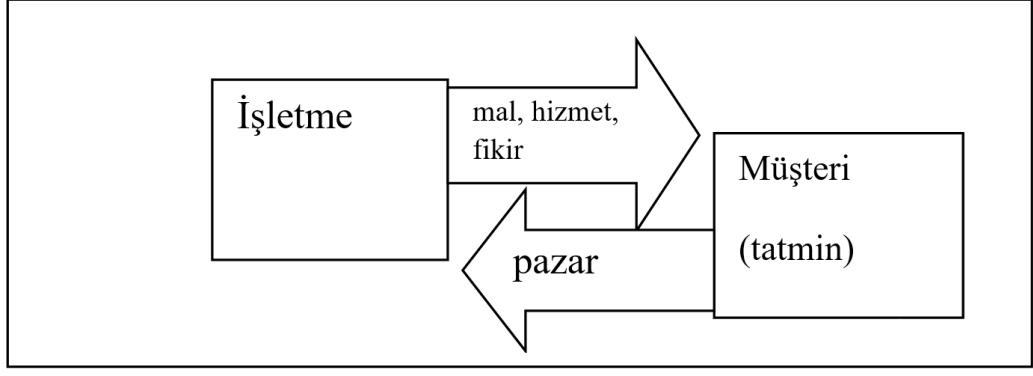 İşletme
mal, hizmet,
fikir
Müşteri
(tatmin)
pazar